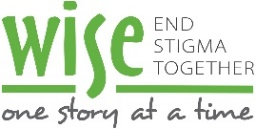 wise
END
STIGMA
TOGETHER
one story at a time